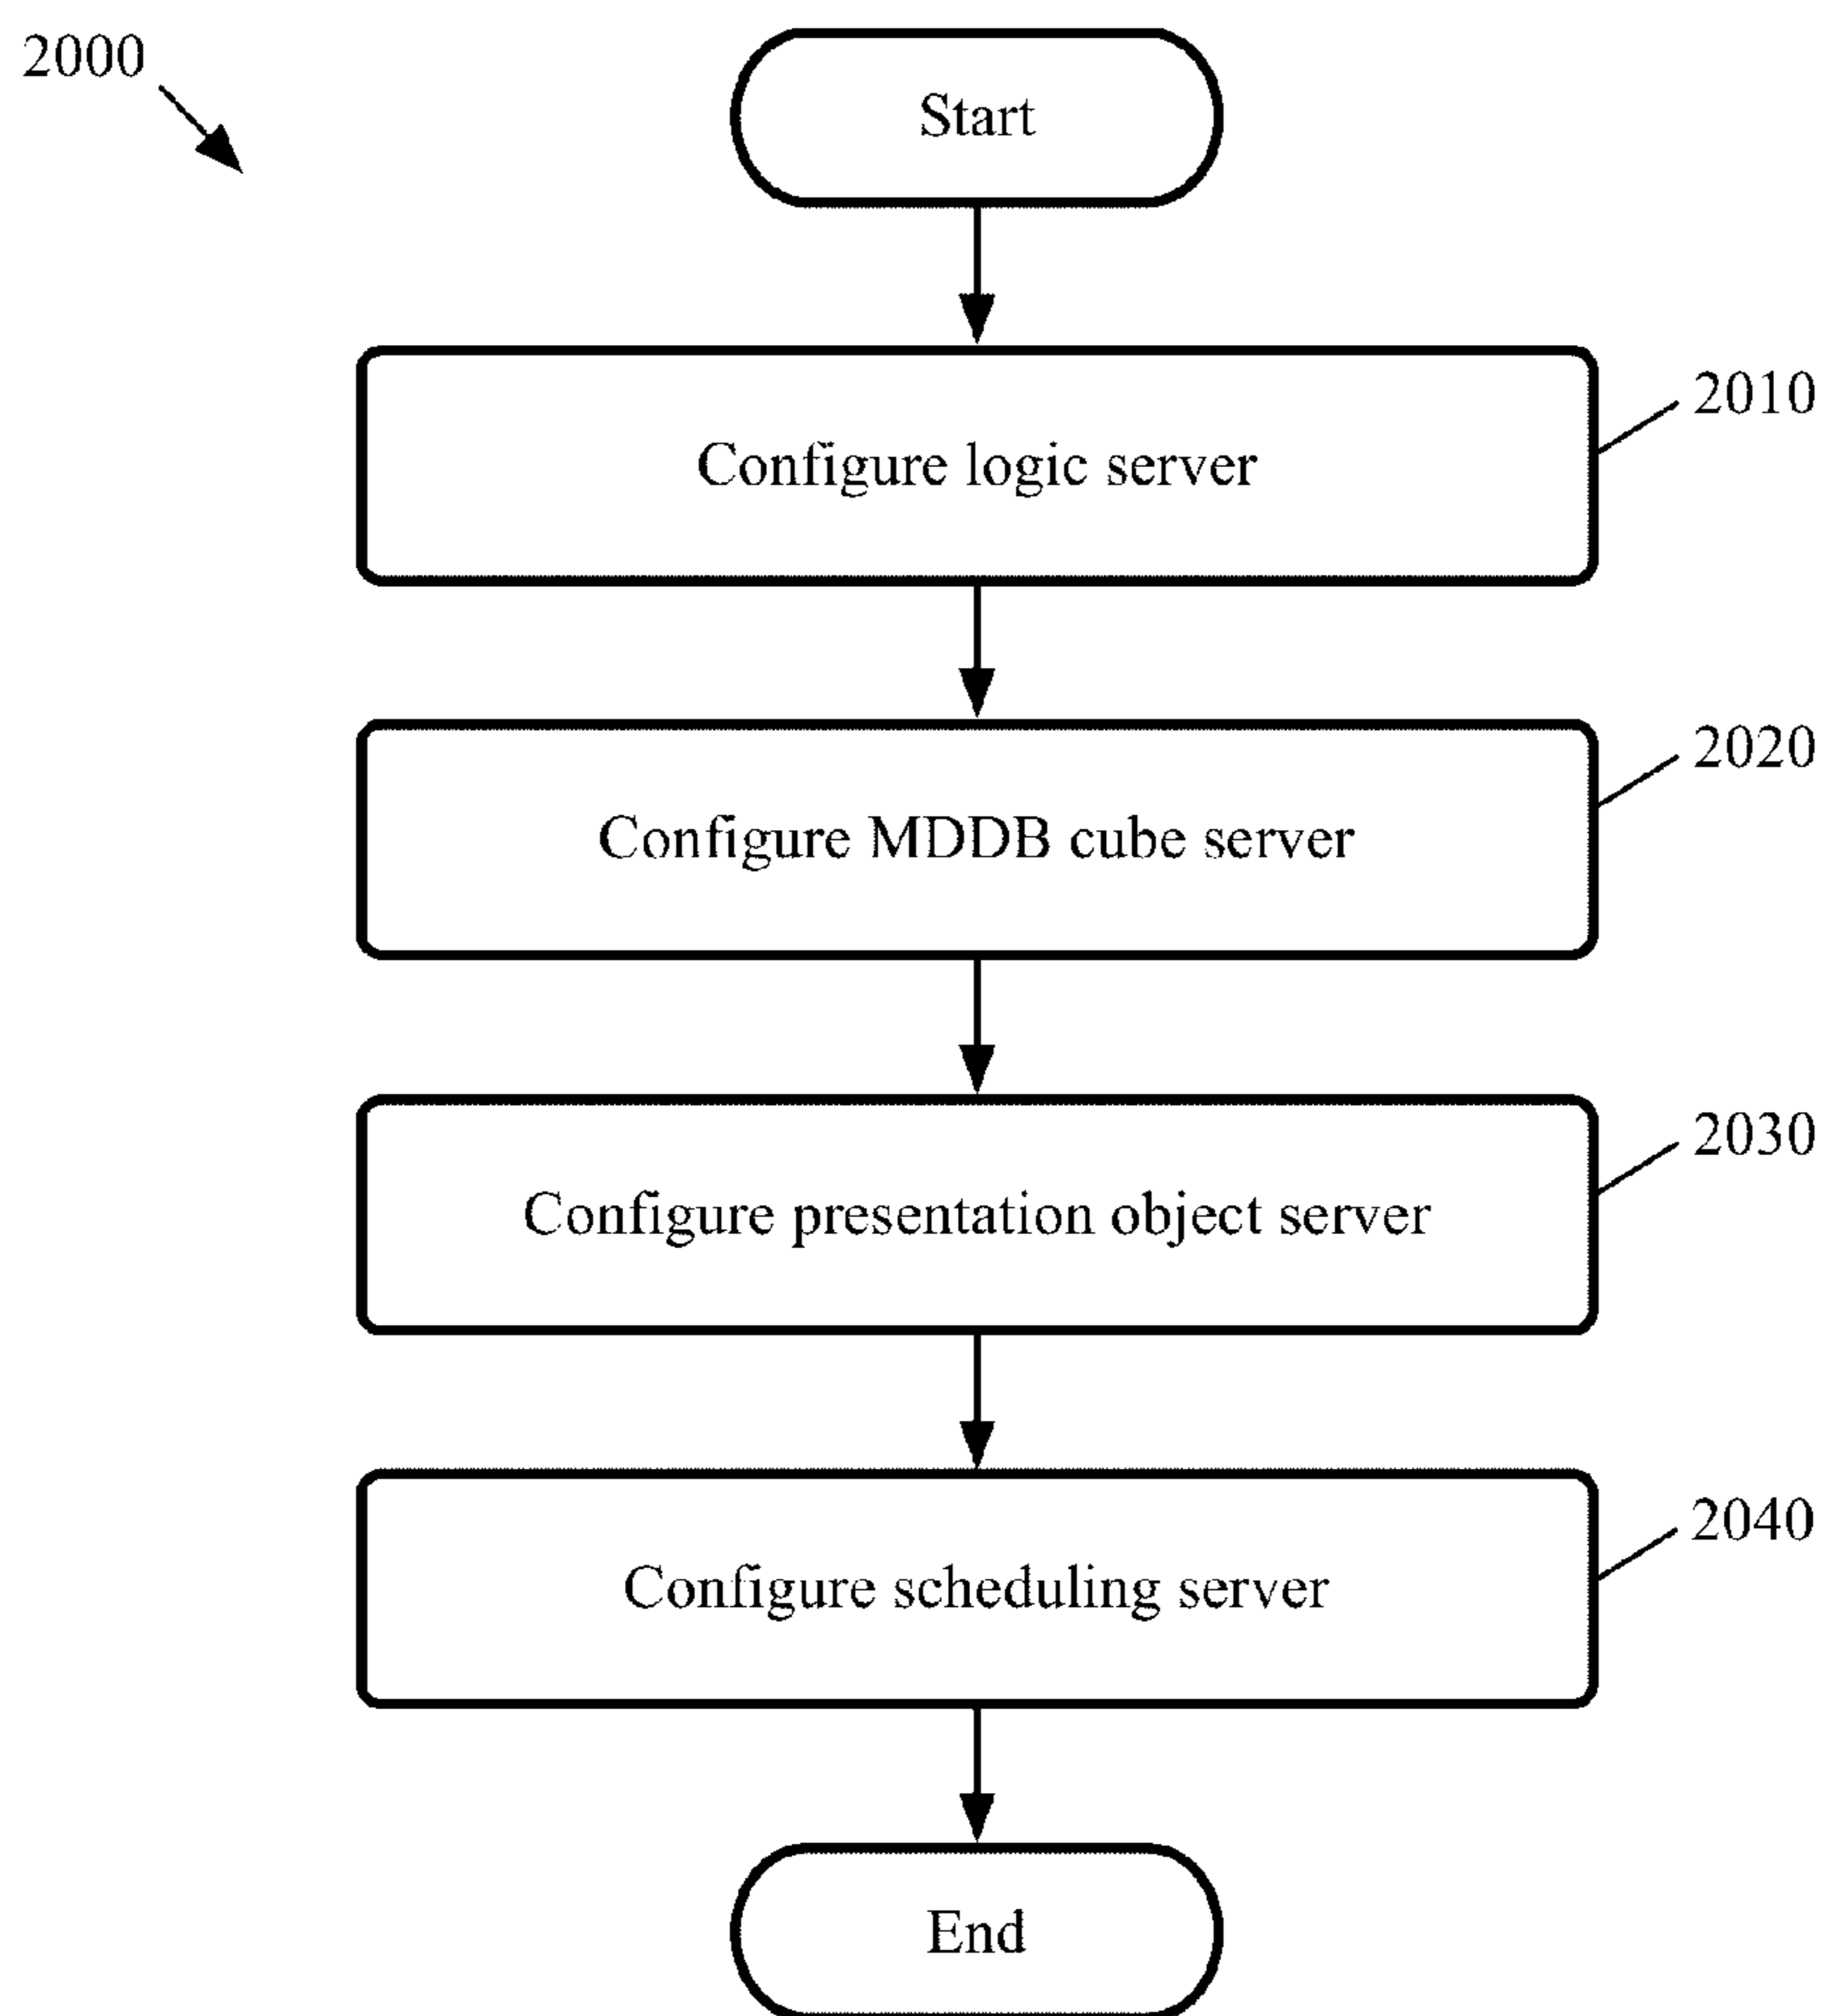 2000
Start
Configure logic server
2010
Configure MDDB cube server
2020
Configure presentation object server
2030
Configure scheduling server
2040
End